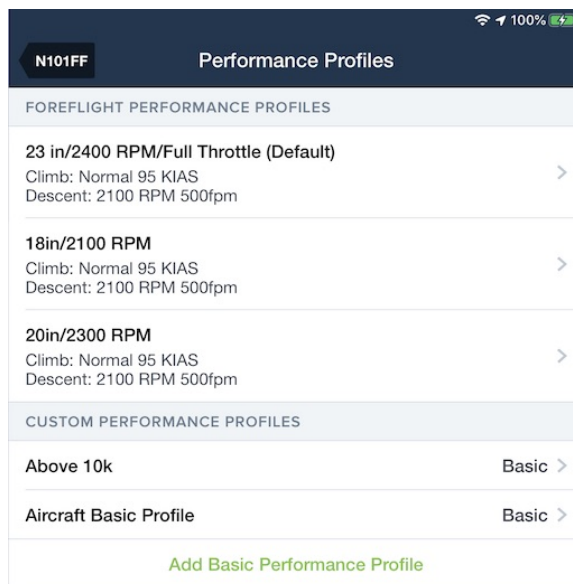 100%
N101FF
Performance Profiles
FOREFLIGHT PERFORMANCE PROFILES
23 in/2400 RPM/Full Throttle (Default)
Climb: Normal 95 KIAS
Descent: 2100 RPM 500fpm
18in/2100 RPM
Climb: Normal 95 KIAS
Descent: 2100 RPM 500fpm
20in/2300 RPM
Climb: Normal 95 KIAS
Descent: 2100 RPM 500fpm
CUSTOM PERFORMANCE PROFILES
Above 10k Basic
Aircraft Basic Profile Basic
Add Basic Performance Profile